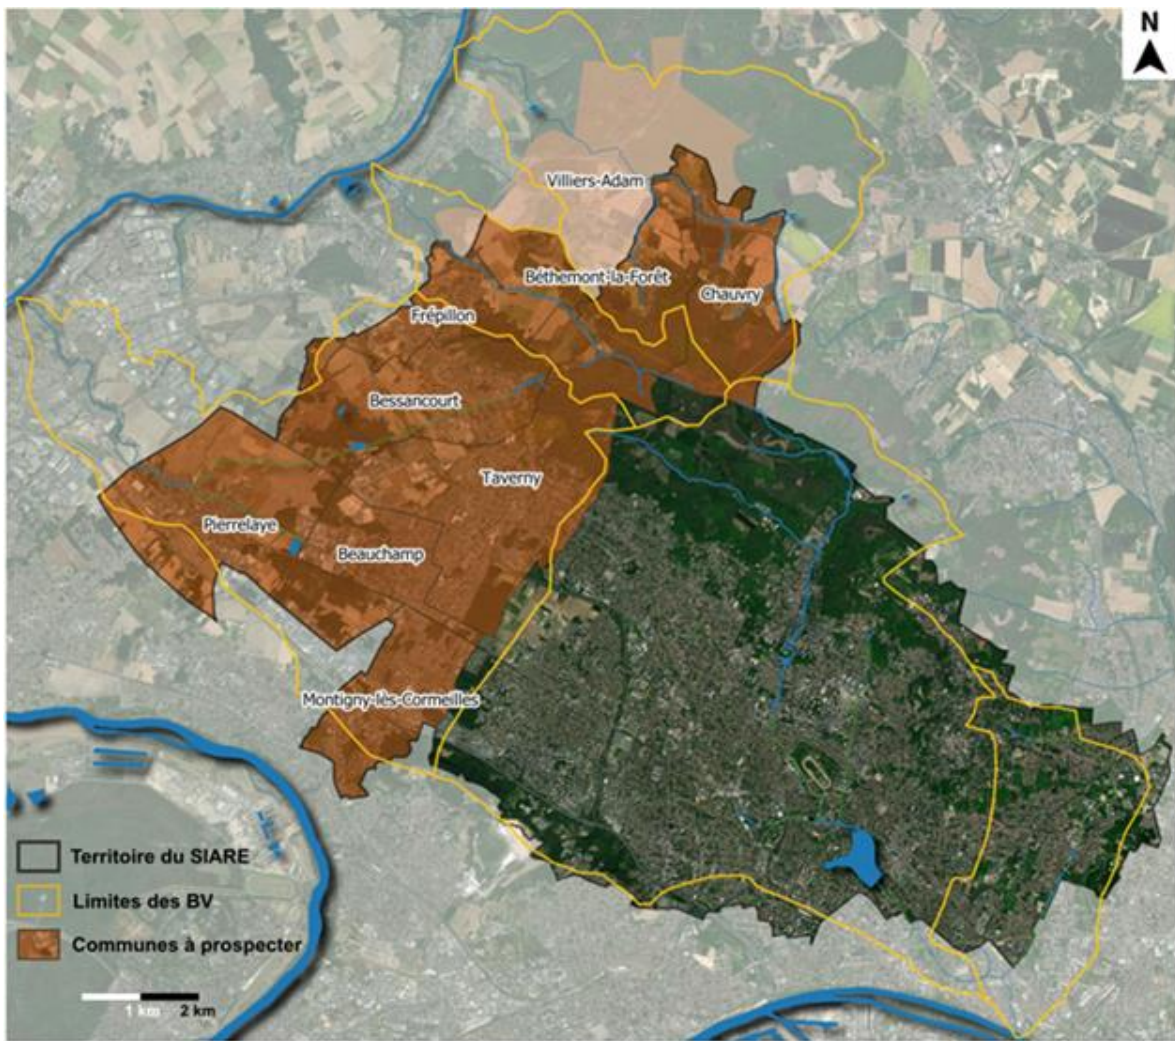 N
Villiers-Adam
Béthemont-la-Forêt
Chauvry
Frépillon
Bessancourt
Taverny
Pierrelaye
Beauchamp
Montigny-lès-Cormeilles
Territoire du SIARE
Limites des BV
Communes à prospecter
1 km 2 km